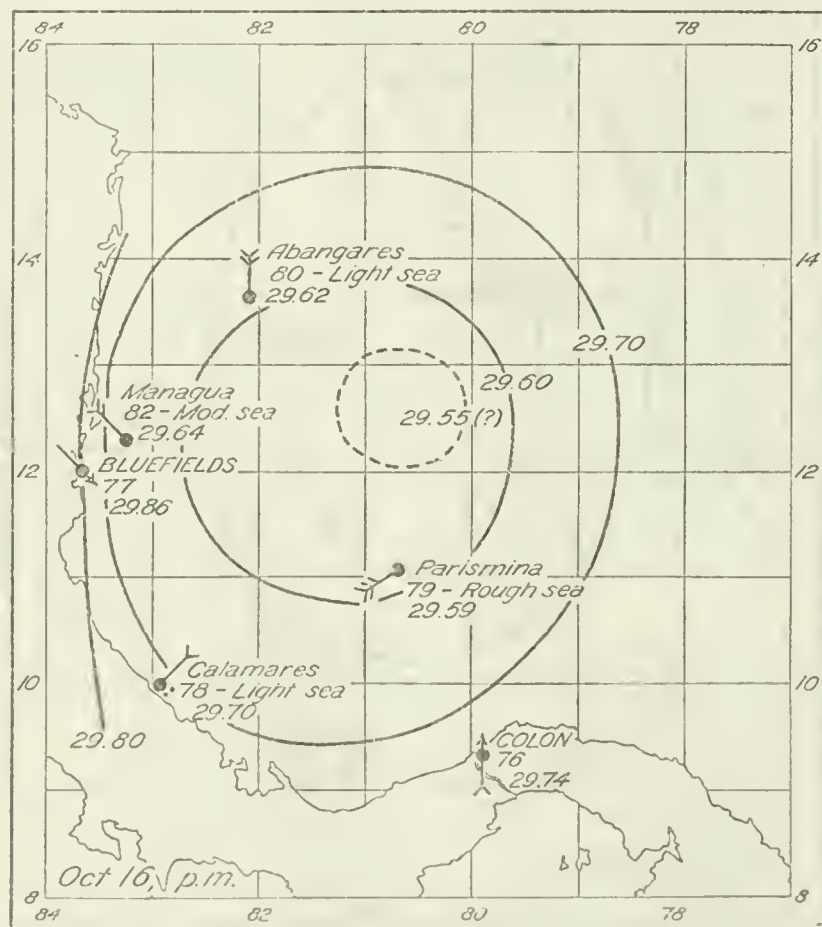 84 82 80 78
16 16
Abangares
80 - Light sea
29.62
14 14
29.70
29.60
29.55 (?)
Managua
82 - Mod. sea
29.64
BLUEFIELDS
77
29.86
12 12
Parismina
79 - Rough sea
29.59
Calamares
78 - Light sea
29.70
10 10
29.80
COLON
76
29.74
Oct 16, p.m.
8 8
84 82 80 78